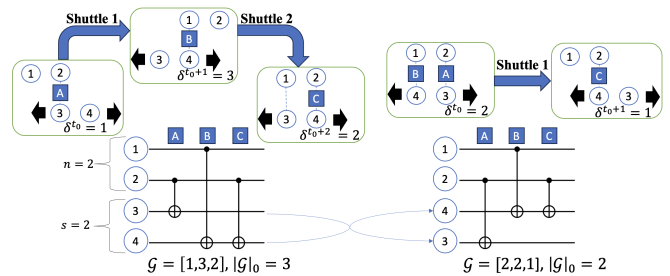 Shuttle 1
Shuttle 2
1 2
B
3 4
δ^{t_0+1} = 3
1 2
A
3 4
δ^{t_0} = 1
1 2
C
3 4
δ^{t_0+2} = 2
1 2
B A
4 3
δ^{t_0} = 2
Shuttle 1
1 2
C
4 3
δ^{t_0+1} = 1
A B C
n = 2
1
2
s = 2
3
4
𝒢 = [1,3,2], |𝒢|_0 = 3
A B C
1
2
4
3
𝒢 = [2,2,1], |𝒢|_0 = 2